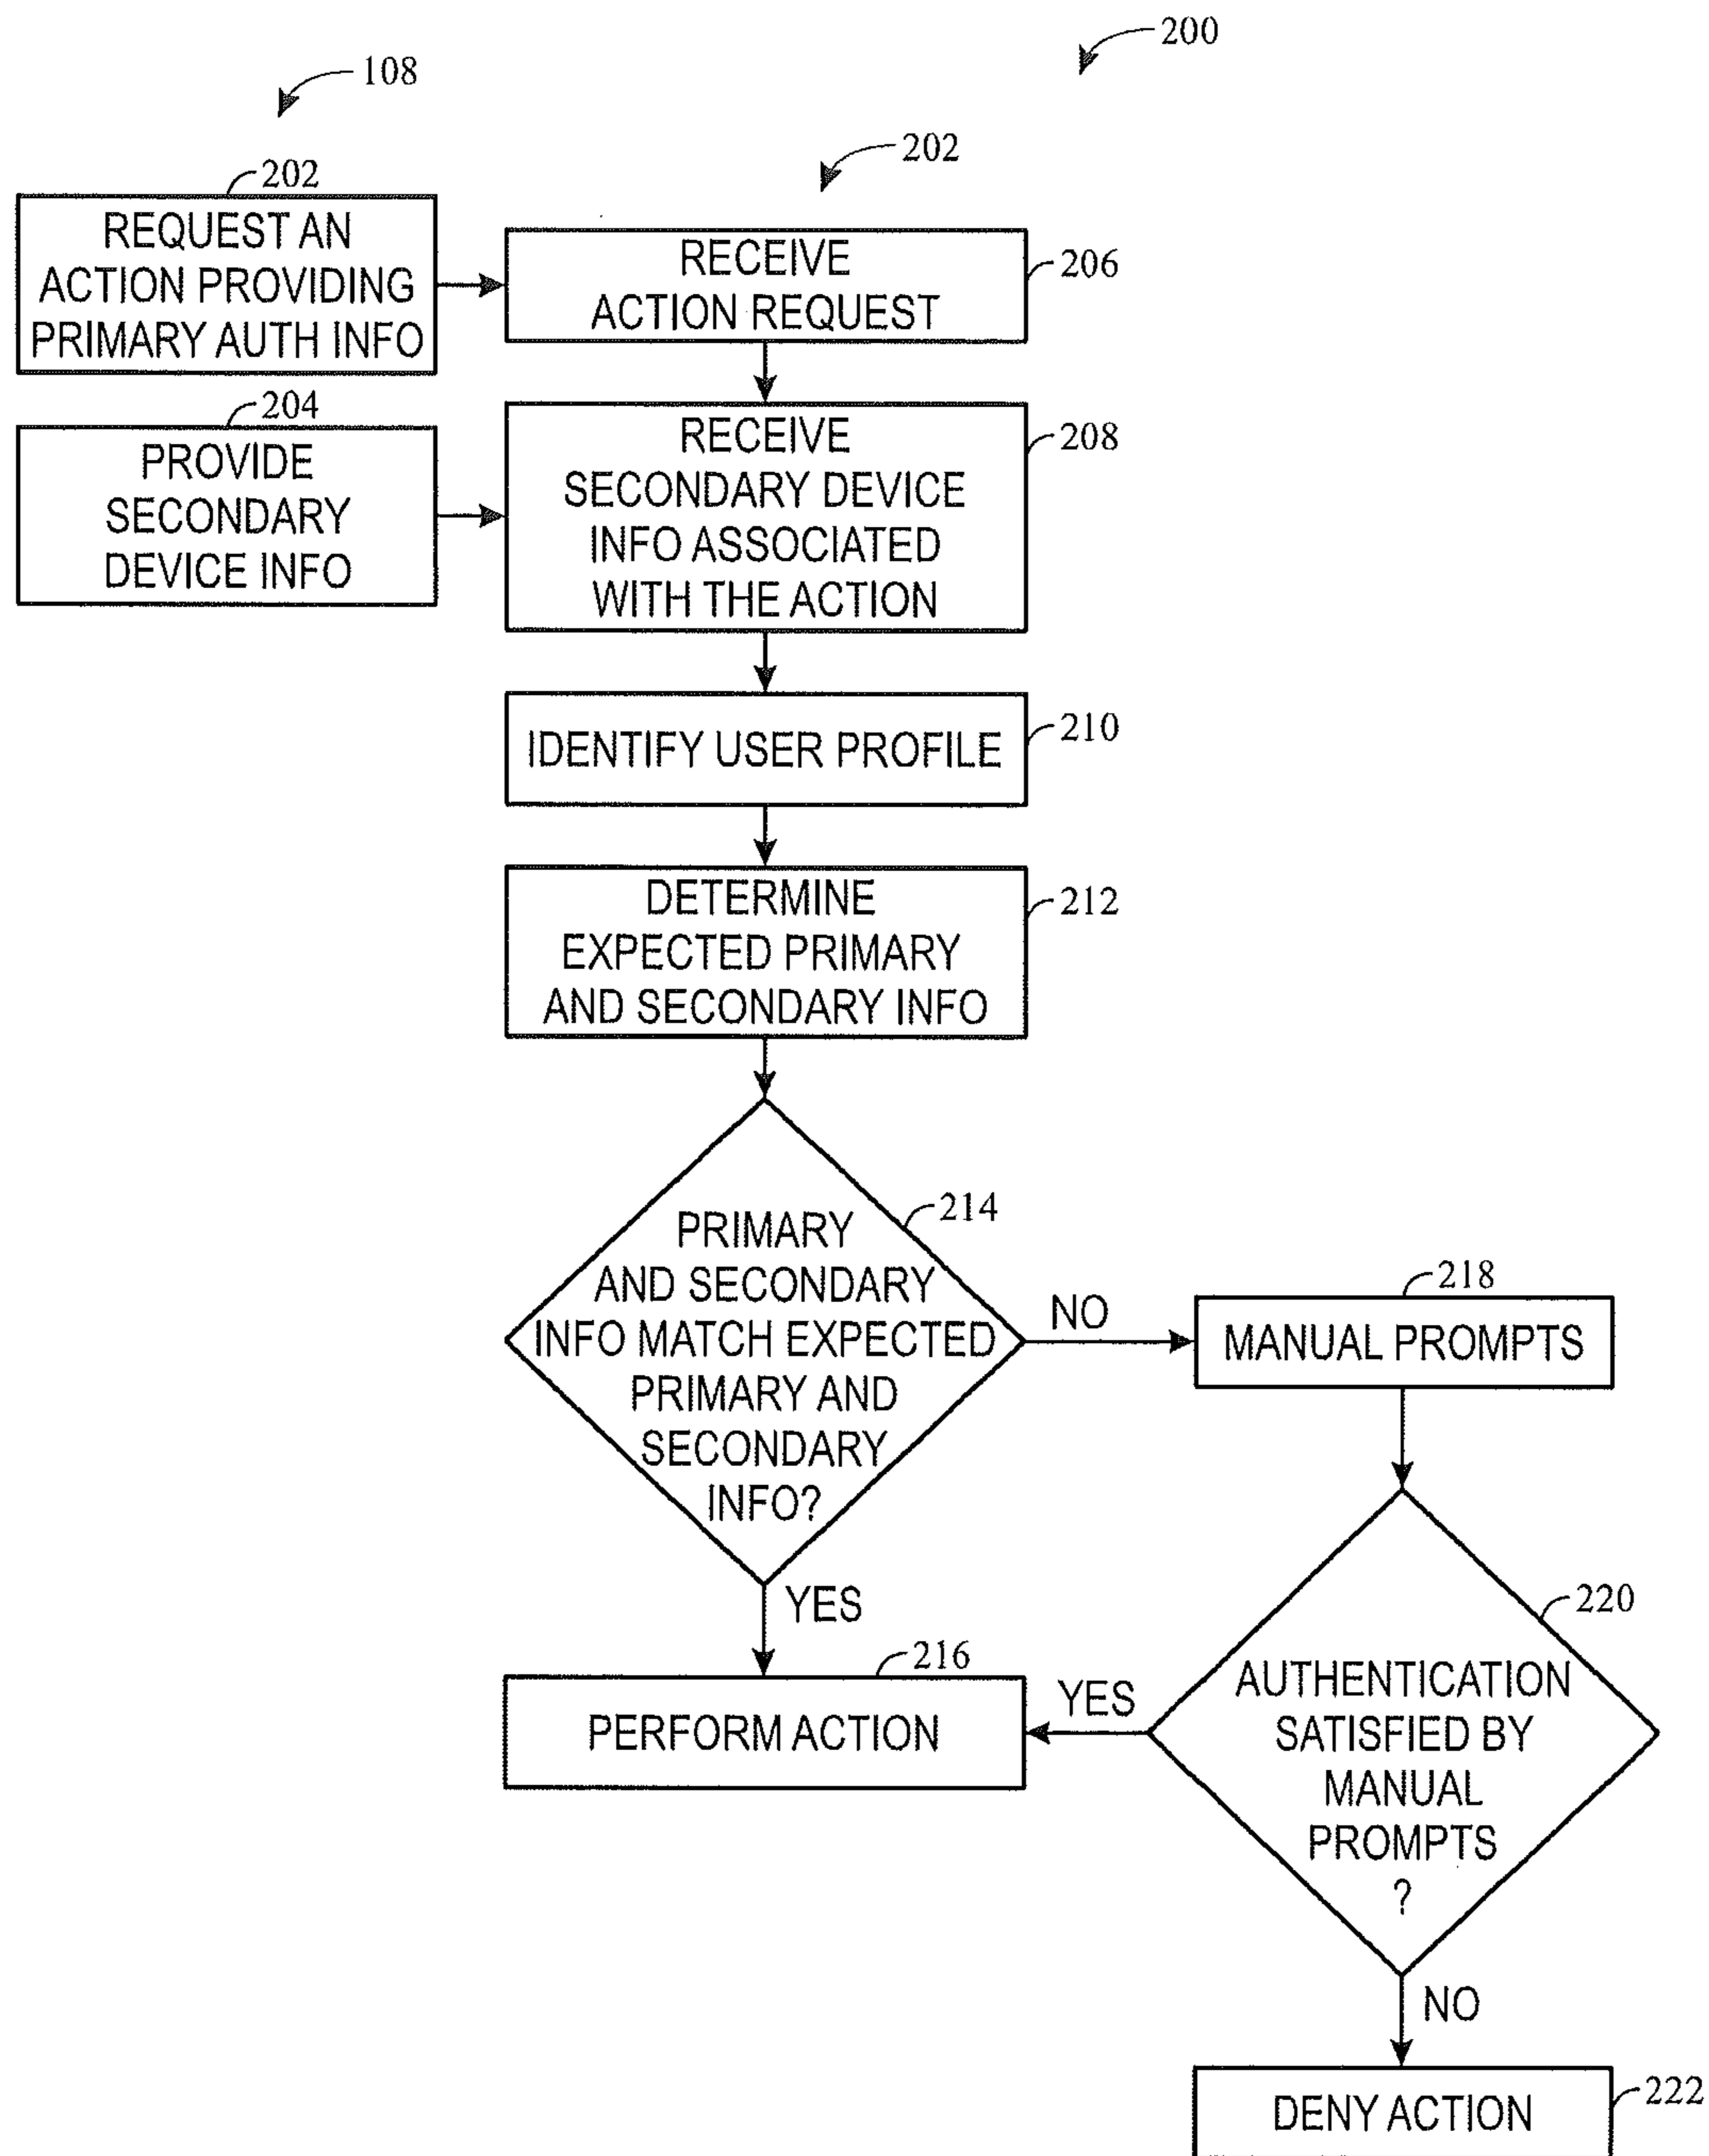 200
108
202
202
REQUEST AN
ACTION PROVIDING
PRIMARY AUTH INFO
RECEIVE
ACTION REQUEST
206
204
PROVIDE
SECONDARY
DEVICE INFO
RECEIVE
SECONDARY DEVICE
INFO ASSOCIATED
WITH THE ACTION
208
IDENTIFY USER PROFILE
210
DETERMINE
EXPECTED PRIMARY
AND SECONDARY INFO
212
214
PRIMARY
AND SECONDARY
INFO MATCH EXPECTED
PRIMARY AND
SECONDARY
INFO?
NO
218
MANUAL PROMPTS
YES
216
PERFORM ACTION
YES
220
AUTHENTICATION
SATISFIED BY
MANUAL
PROMPTS
?
NO
DENY ACTION
222